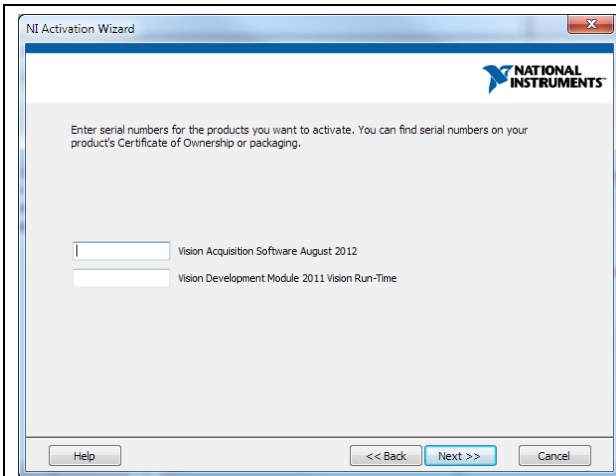 NI Activation Wizard
NATIONAL
INSTRUMENTS™
Enter serial numbers for the products you want to activate. You can find serial numbers on your
product's Certificate of Ownership or packaging.
Vision Acquisition Software August 2012
Vision Development Module 2011 Vision Run-Time
Help
<< Back
Next >>
Cancel